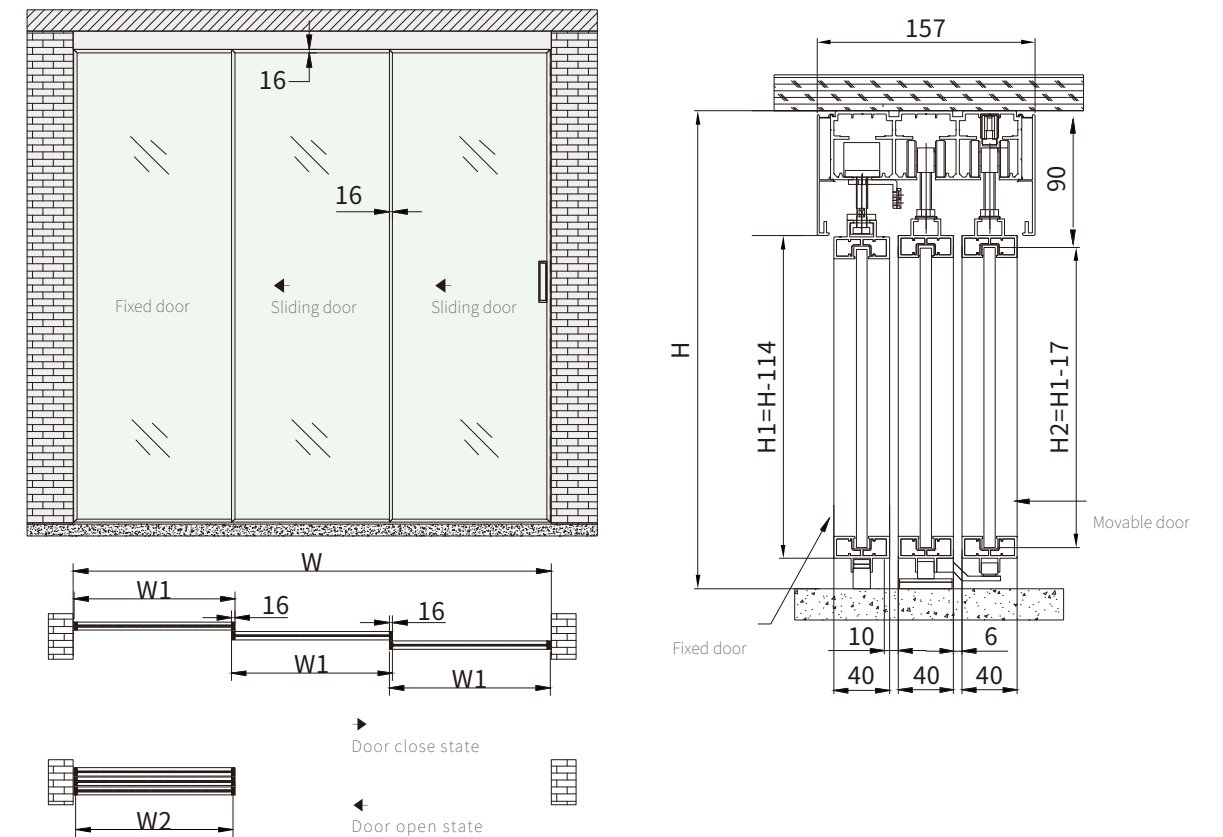 16
16
Fixed door
Sliding door
Sliding door
W
W1
16
16
W1
W1
Door close state
W2
Door open state
157
90
H
H1=H-114
H2=H1-17
Movable door
Fixed door
10
6
40
40
40